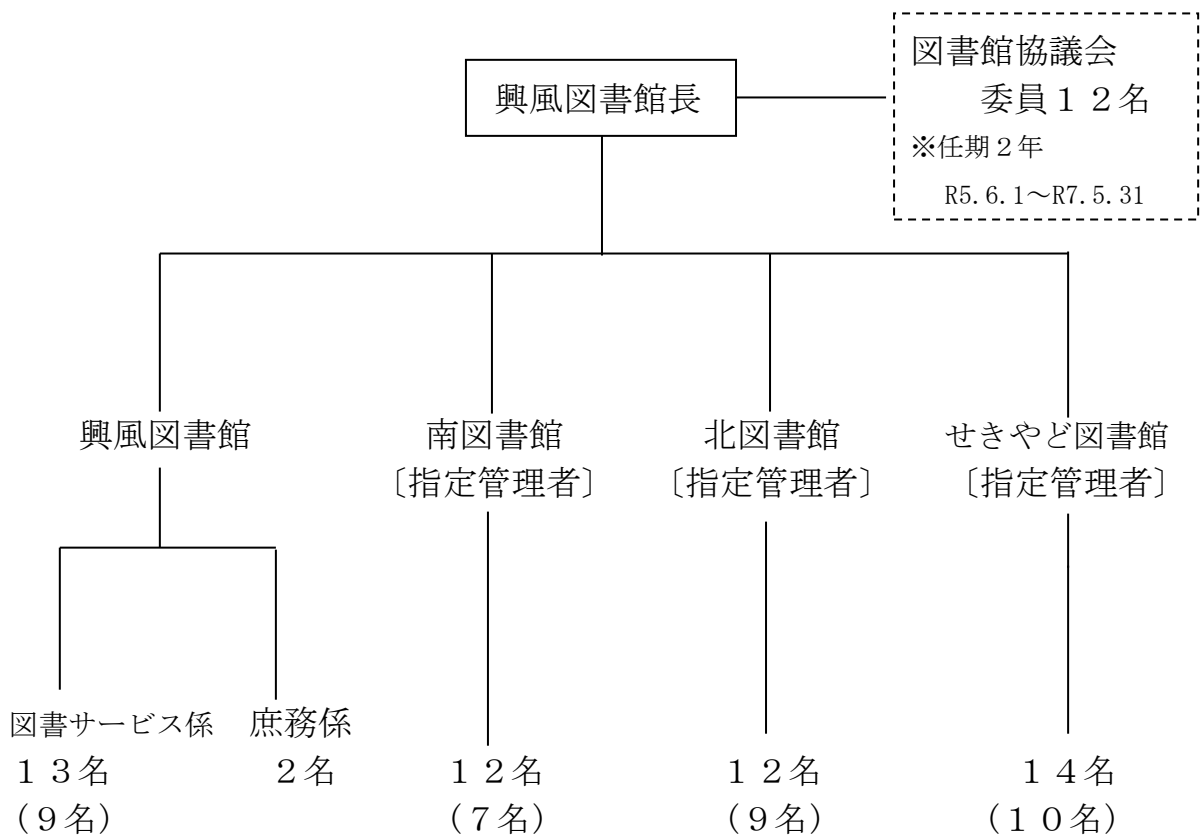 興風図書館長
図書館協議会
委員１２名
※任期２年
R5.6.1～R7.5.31
興風図書館
南図書館
〔指定管理者〕
北図書館
〔指定管理者〕
せきやど図書館
〔指定管理者〕
図書サービス係
１３名
（９名）
庶務係
２名
１２名
（７名）
１２名
（９名）
１４名
（１０名）